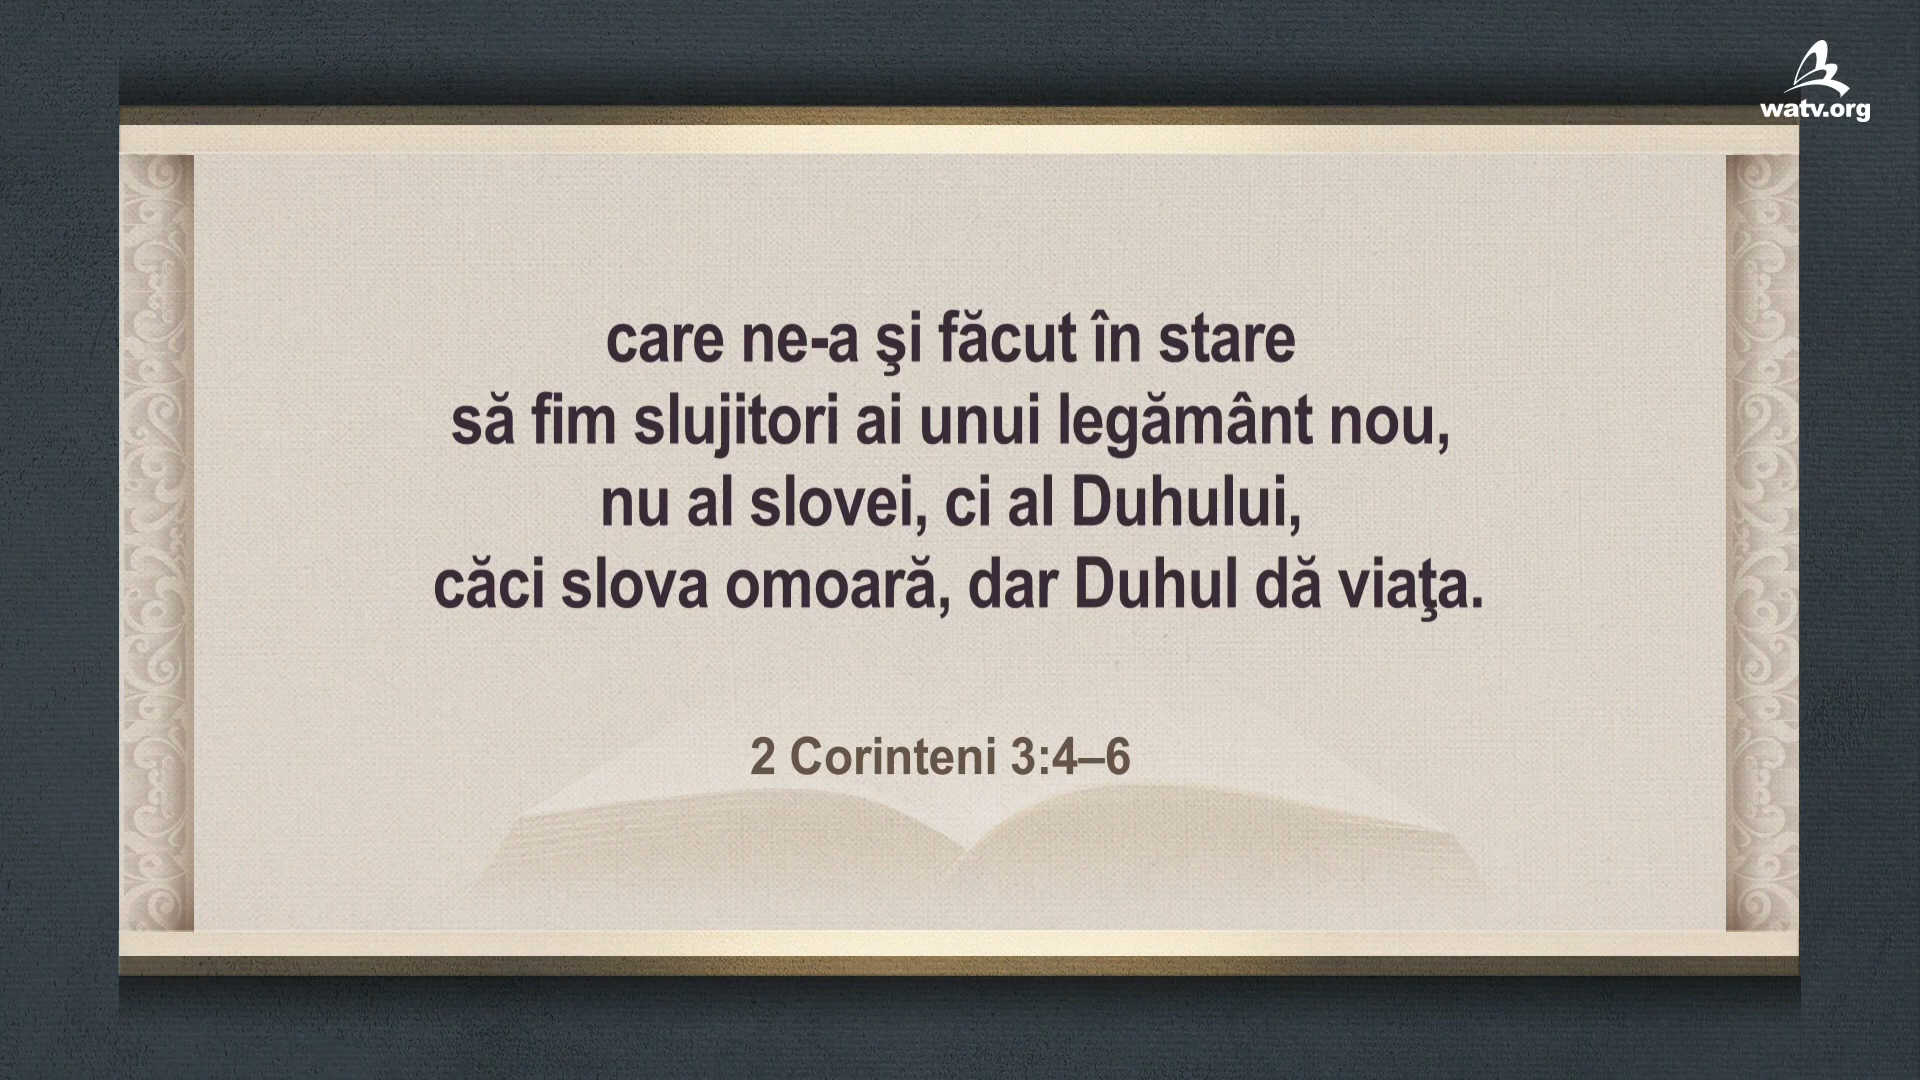 watv.org
care ne-a şi făcut în stare
să fim slujitori ai unui legământ nou,
nu al slovei, ci al Duhului,
căci slova omoară, dar Duhul dă viaţa.
2 Corinteni 3:4–6